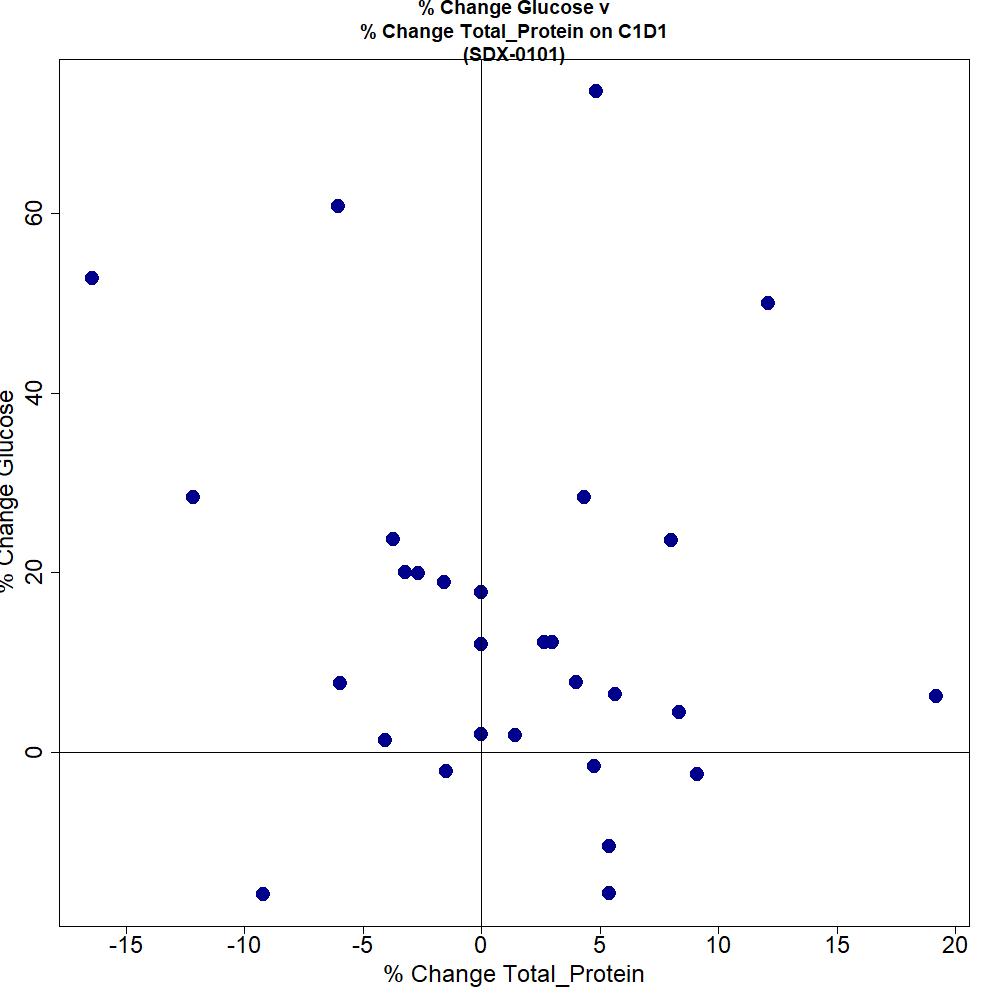 % Change Glucose v
% Change Total_Protein on C1D1
(SDX-0101)
% Change Glucose
60
40
20
0
-15
-10
-5
0
5
10
15
20
% Change Total_Protein